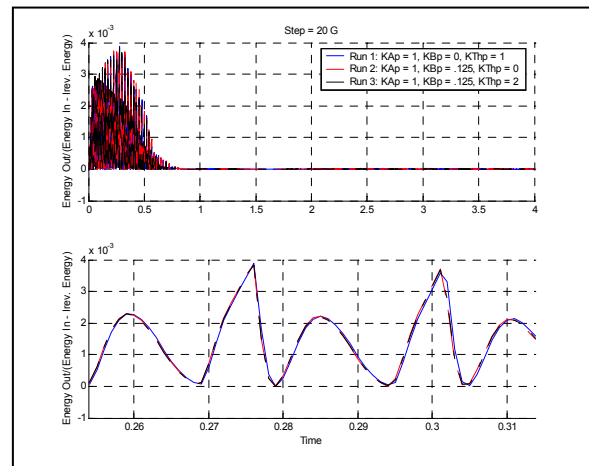 Step = 20 G
x 10^-3
Energy Out/(Energy In - Irev. Energy)
4
3
2
1
0
-1
Run 1: KAp = 1, KBp = 0, KThp = 1
Run 2: KAp = 1, KBp = .125, KThp = 0
Run 3: KAp = 1, KBp = .125, KThp = 2
0 0.5 1 1.5 2 2.5 3 3.5 4
x 10^-3
Energy Out/(Energy In - Irev. Energy)
4
3
2
1
0
-1
0.26 0.27 0.28 0.29 0.3 0.31
Time